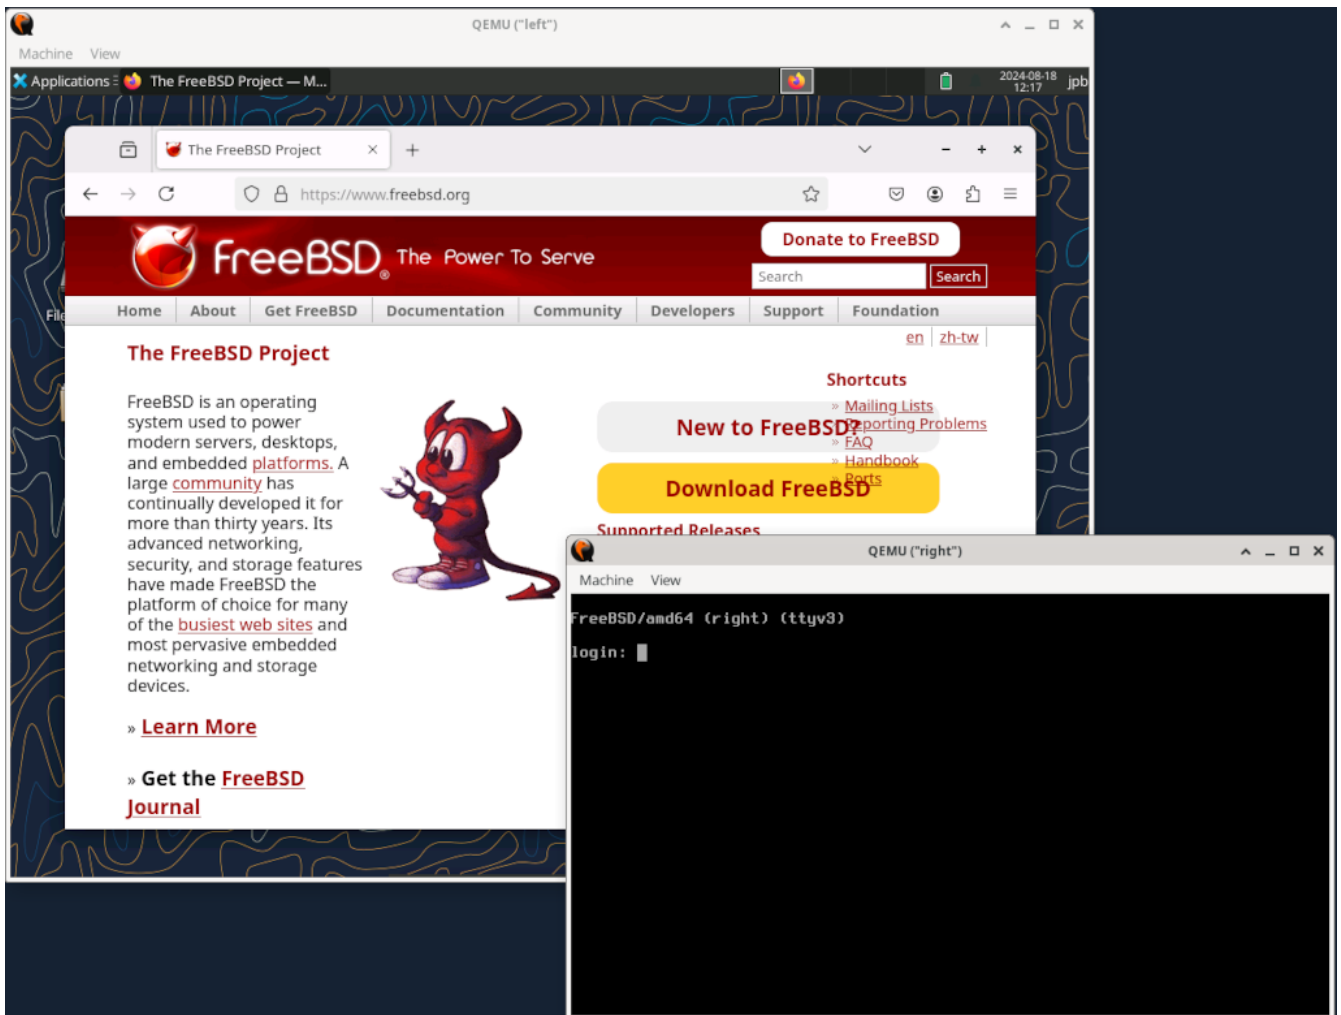 QEMU ("left")
Machine View
Applications The FreeBSD Project — M... 2024-08-18 12:17 jpb
The FreeBSD Project
https://www.freebsd.org
FreeBSD® The Power To Serve
Donate to FreeBSD
Search Search
Home About Get FreeBSD Documentation Community Developers Support Foundation
en zh-tw
File
The FreeBSD Project
FreeBSD is an operating
system used to power
modern servers, desktops,
and embedded platforms. A
large community has
continually developed it for
more than thirty years. Its
advanced networking,
security, and storage features
have made FreeBSD the
platform of choice for many
of the busiest web sites and
most pervasive embedded
networking and storage
devices.
» Learn More
» Get the FreeBSD
Journal
New to FreeBSD?
Download FreeBSD
Supported Releases
Shortcuts
» Mailing Lists
» Reporting Problems
» FAQ
» Handbook
» Ports
QEMU ("right")
Machine View
FreeBSD/amd64 (right) (ttyv3)
login: